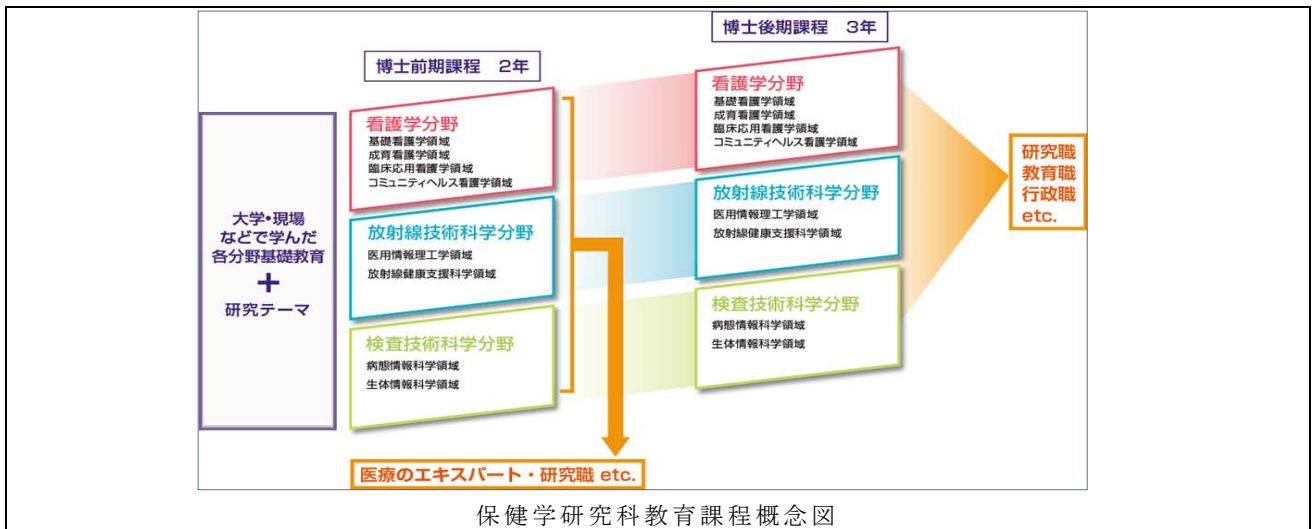 博士前期課程 2年
博士後期課程 3年
大学・現場
などで学んだ
各分野基礎教育
+
研究テーマ
看護学分野
基礎看護学領域
成育看護学領域
臨床応用看護学領域
コミュニティヘルス看護学領域
放射線技術科学分野
医用情報理工学領域
放射線健康支援科学領域
検査技術科学分野
病態情報科学領域
生体情報科学領域
看護学分野
基礎看護学領域
成育看護学領域
臨床応用看護学領域
コミュニティヘルス看護学領域
放射線技術科学分野
医用情報理工学領域
放射線健康支援科学領域
検査技術科学分野
病態情報科学領域
生体情報科学領域
研究職
教育職
行政職
etc.
医療のエキスパート・研究職 etc.
保健学研究科教育課程概念図